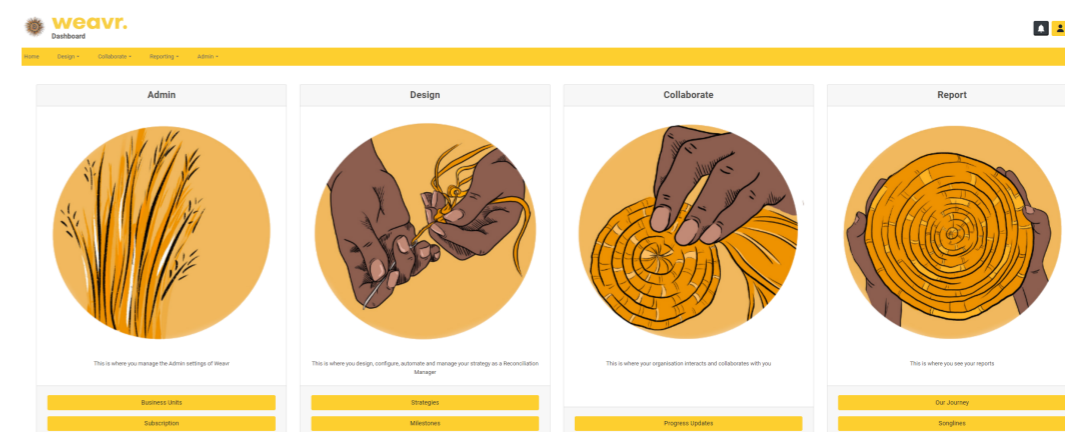 weavr.
Dashboard
Home Design Collaborate Reporting Admin
Admin
Design
Collaborate
Report
This is where you manage the Admin settings of Weavr
This is where you design, configure, automate and manage your strategy as a Reconciliation
Manager
This is where your organisation interacts and collaborates with you
This is where you see your reports
Business Units
Strategies
Our Journey
Subscription
Milestones
Progress Updates
Songlines